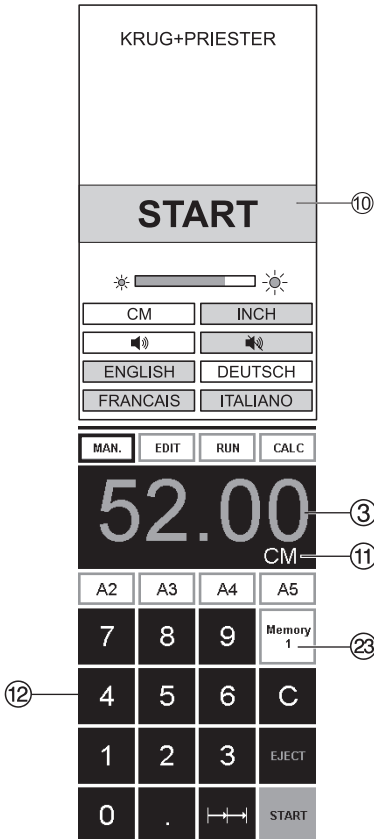 KRUG+PRIESTER
START ⑩
CM INCH
ENGLISH DEUTSCH
FRANCAIS ITALIANO
MAN. EDIT RUN CALC
52.00 ③
CM ⑪
A2 A3 A4 A5
7 8 9 Memory 1 ㉓
⑫ 4 5 6 C
1 2 3 EJECT
0 . START